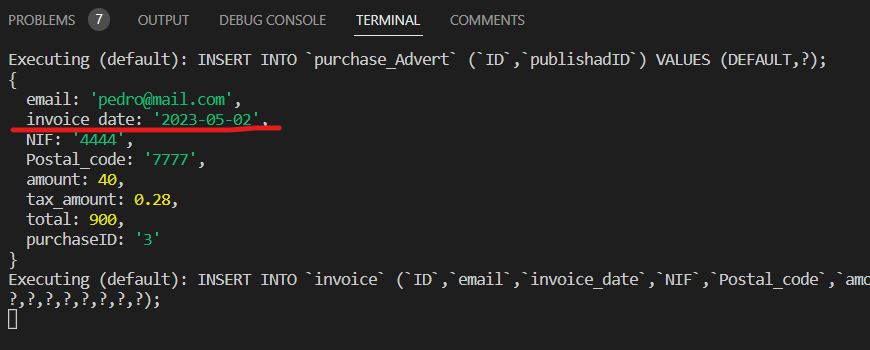 PROBLEMS 7 OUTPUT DEBUG CONSOLE TERMINAL COMMENTS
Executing (default): INSERT INTO `purchase_Advert` (`ID`,`publishadID`) VALUES (DEFAULT,?);
{
email: 'pedro@mail.com',
invoice_date: '2023-05-02',
NIF: '4444',
Postal_code: '7777',
amount: 40,
tax_amount: 0.28,
total: 900,
purchaseID: '3'
}
Executing (default): INSERT INTO `invoice` (`ID`,`email`,`invoice_date`,`NIF`,`Postal_code`,`amo
?,?,?,?,?,?,?,?);